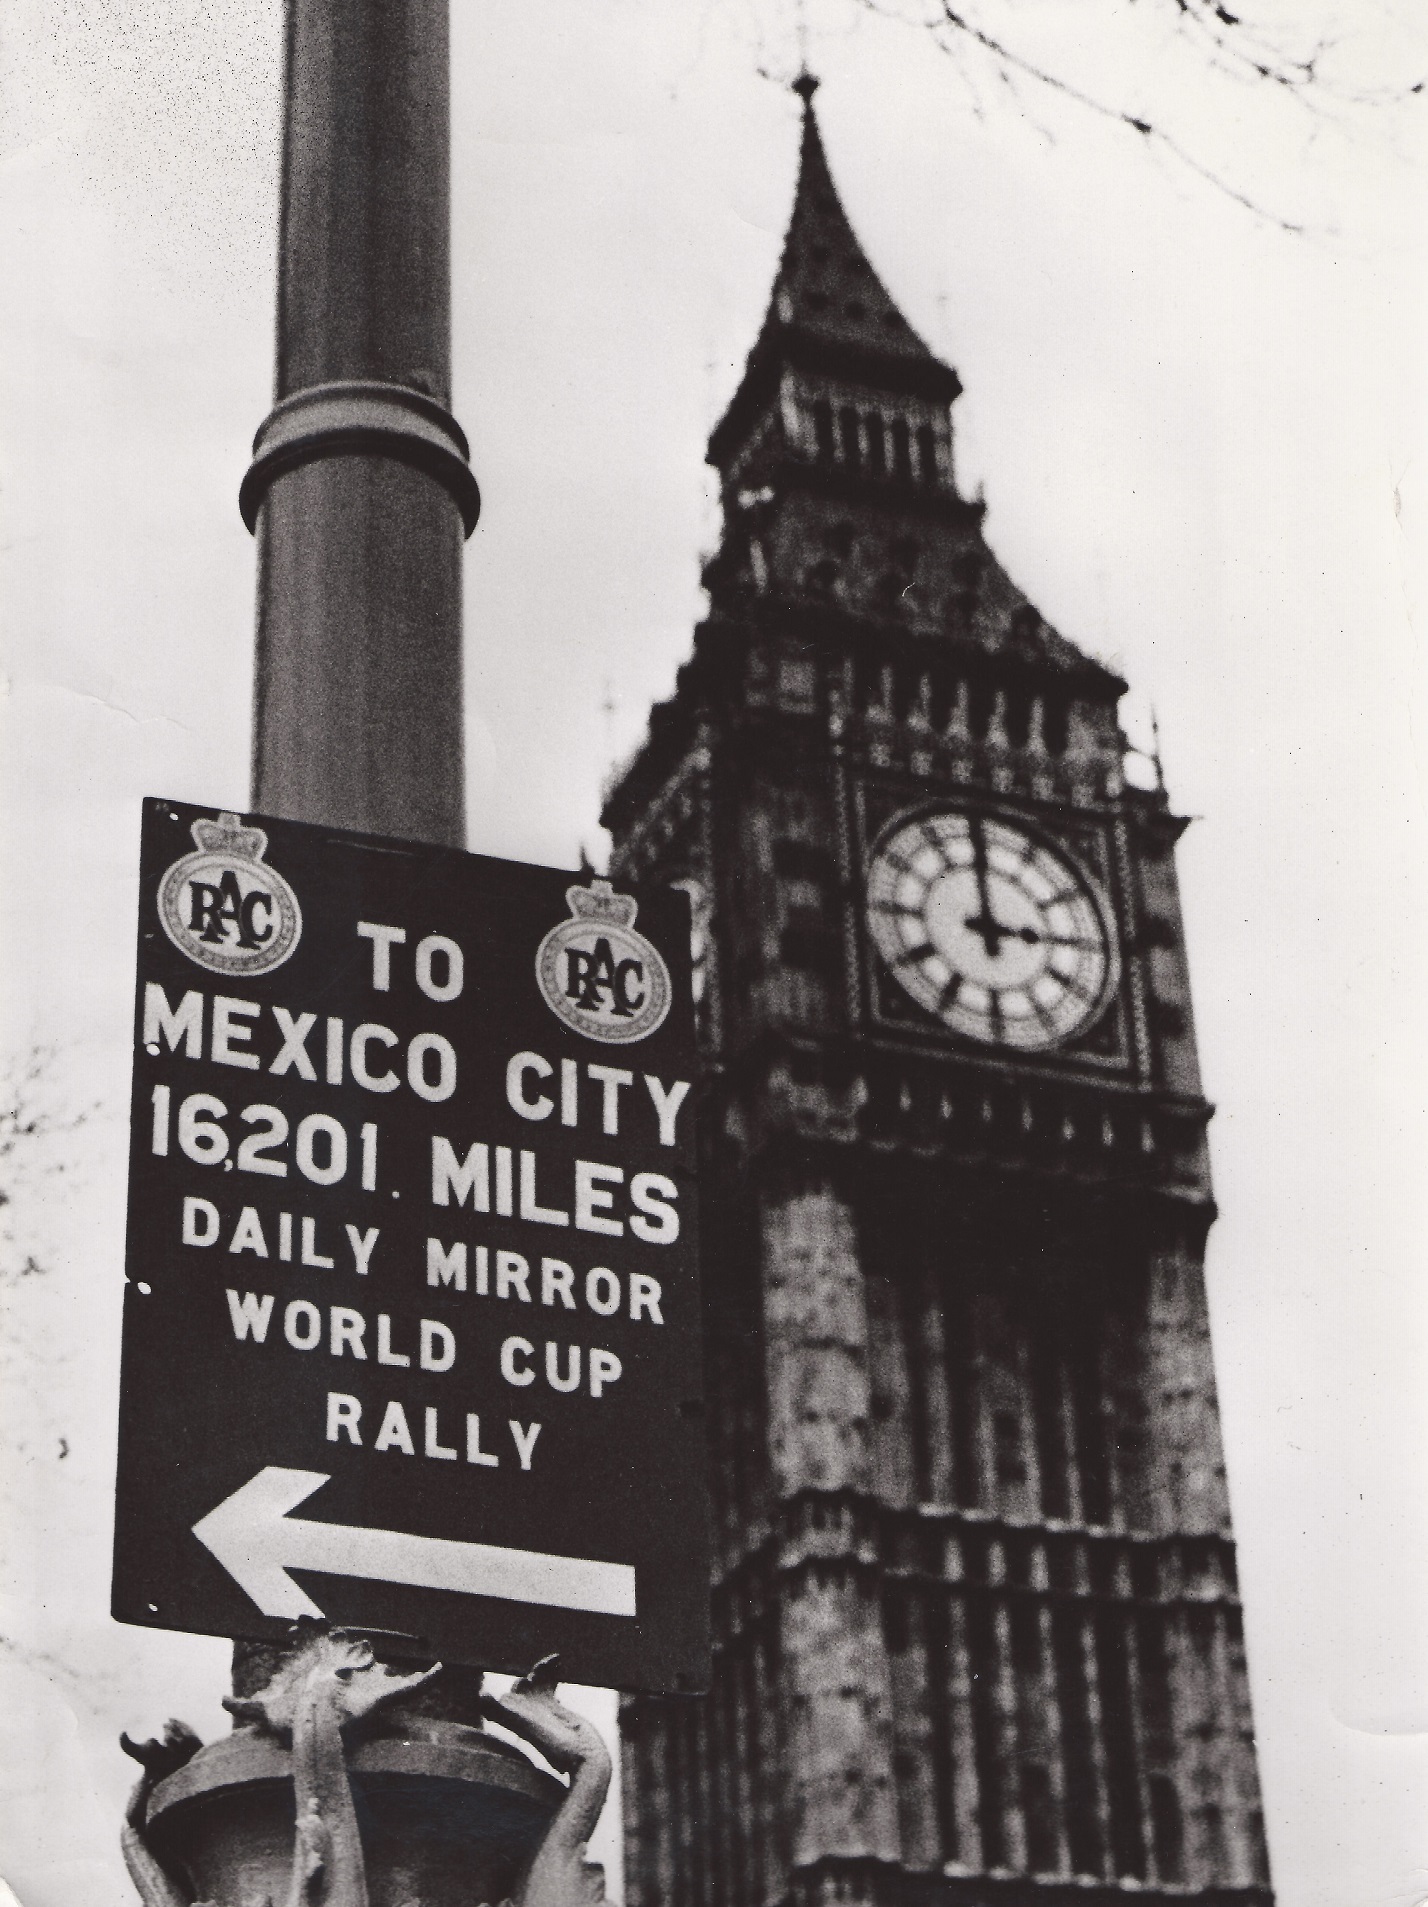 RAC
RAC
TO
MEXICO CITY
16,201. MILES
DAILY MIRROR
WORLD CUP
RALLY